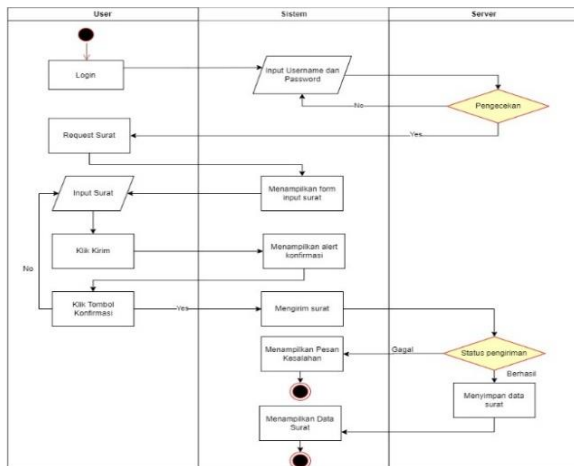 User
Sistem
Server
Login
Input Username dan
Password
Pengecekan
No
Yes
Request Surat
Menampilkan form
input surat
Input Surat
Klik Kirim
Menampilkan alert
konfirmasi
No
Klik Tombol
Konfirmasi
Yes
Mengirim surat
Status pengiriman
Gagal
Menampilkan Pesan
Kesalahan
Berhasil
Menyimpan data
surat
Menampilkan Data
Surat